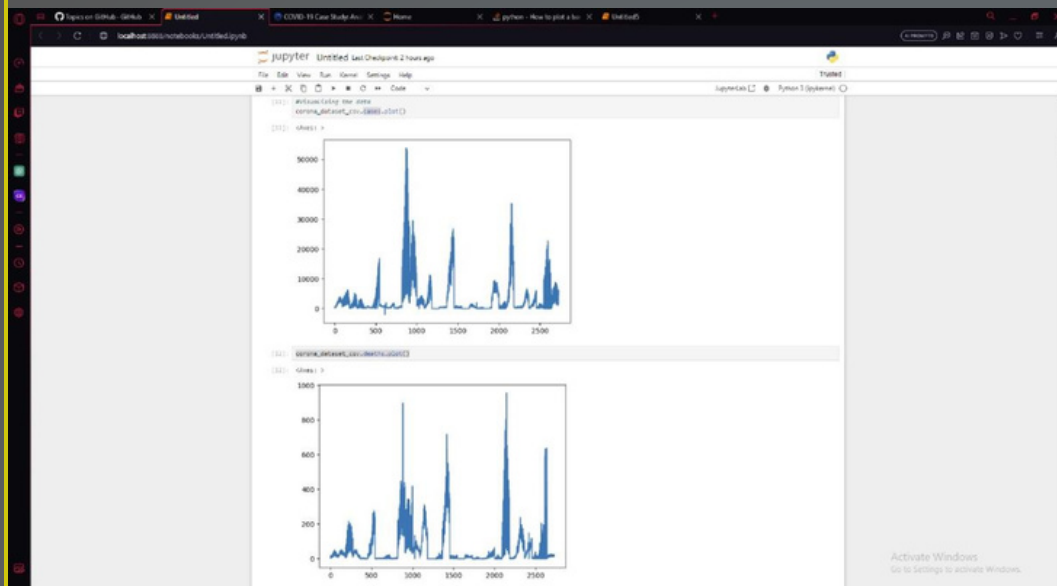 Topics on GitHub · GitHub
Untitled
COVID-19 Case Study: Ana
Home
python - How to plot a bar
Untitled5
localhost:8888/notebooks/Untitled.ipynb
jupyter Untitled Last Checkpoint: 2 hours ago
File Edit View Run Kernel Settings Help
Trusted
Code
JupyterLab
Python 3 (ipykernel)
#Visualizing the data
corona_dataset_csv.cases.plot()
<Axes: >
50000
40000
30000
20000
10000
0
0 500 1000 1500 2000 2500
corona_dataset_csv.deaths.plot()
<Axes: >
1000
800
600
400
200
0
0 500 1000 1500 2000 2500
Activate Windows
Go to Settings to activate Windows.